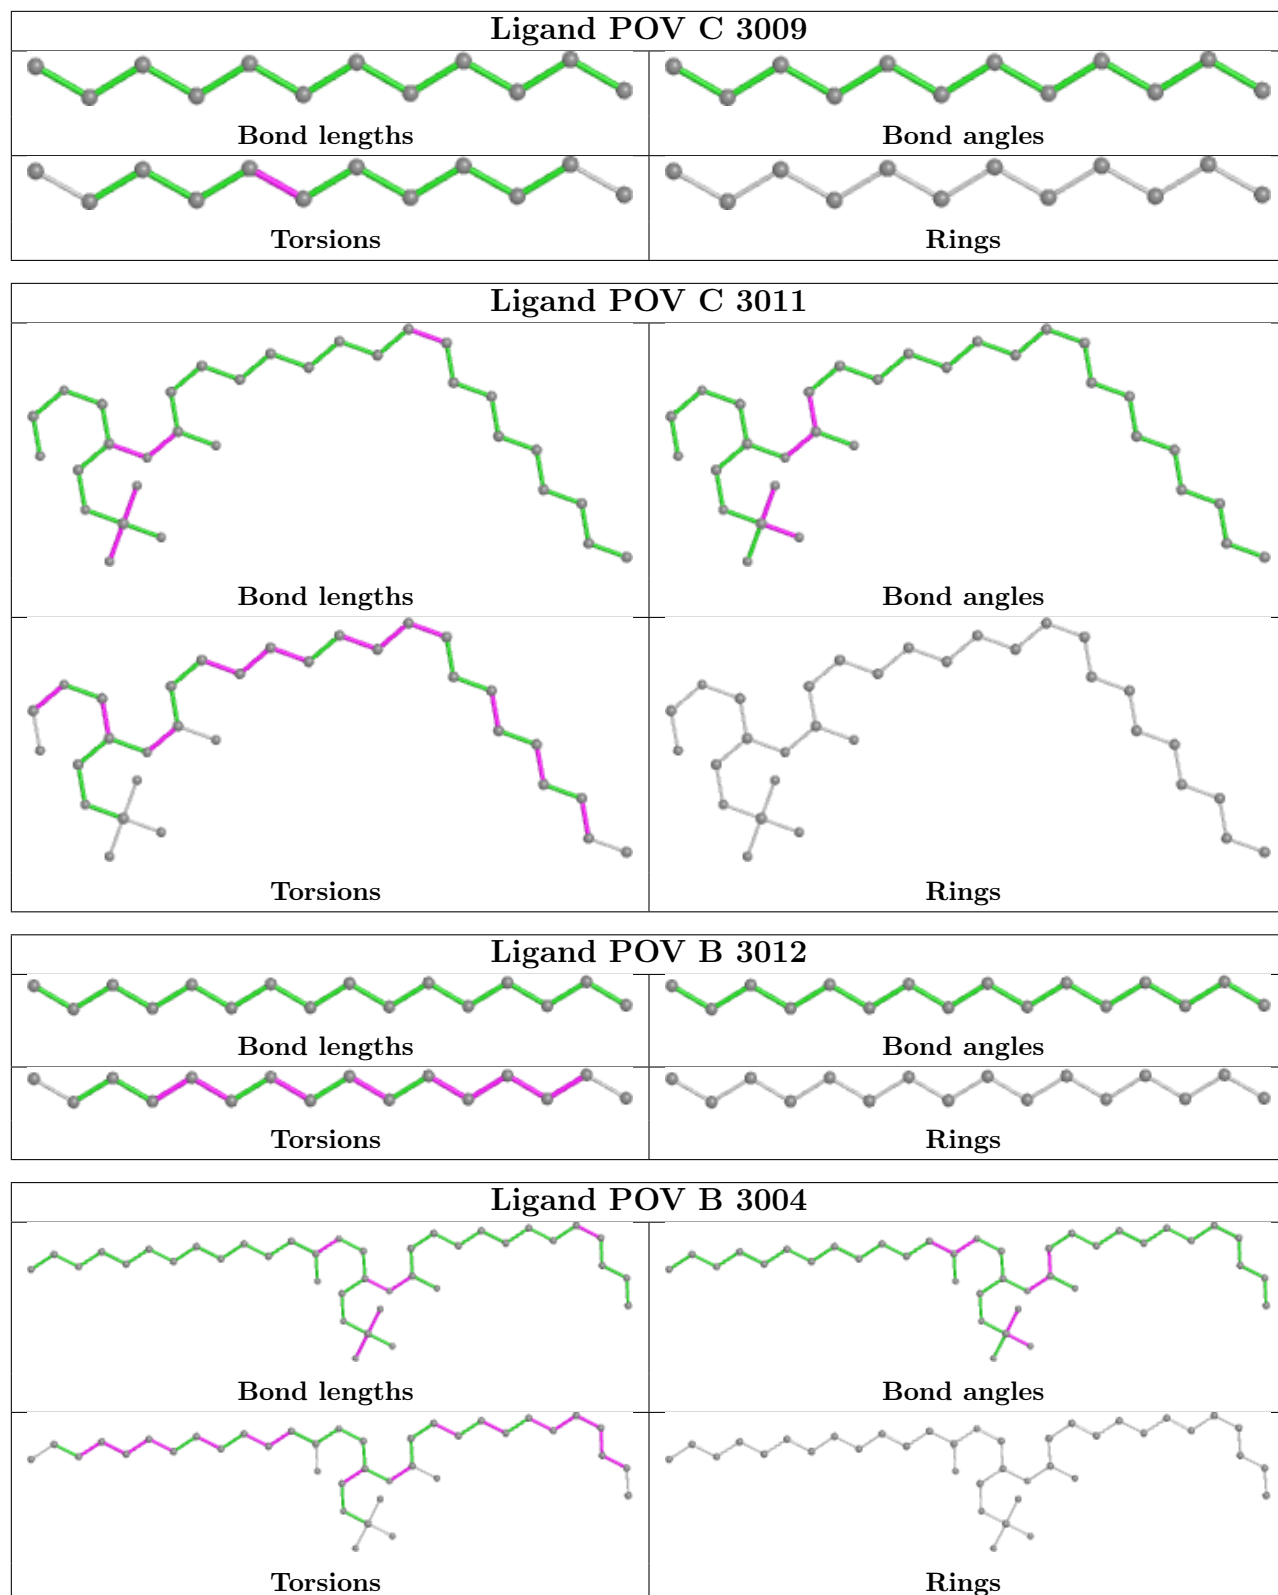 Ligand POV C 3009
Bond lengths Bond angles
Torsions Rings
Ligand POV C 3011
Bond lengths Bond angles
Torsions Rings
Ligand POV B 3012
Bond lengths Bond angles
Torsions Rings
Ligand POV B 3004
Bond lengths Bond angles
Torsions Rings